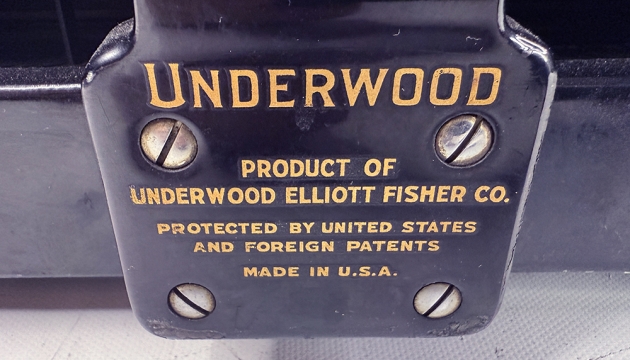 UNDERWOOD
PRODUCT OF
UNDERWOOD ELLIOTT FISHER CO.
PROTECTED BY UNITED STATES
AND FOREIGN PATENTS
MADE IN U.S.A.